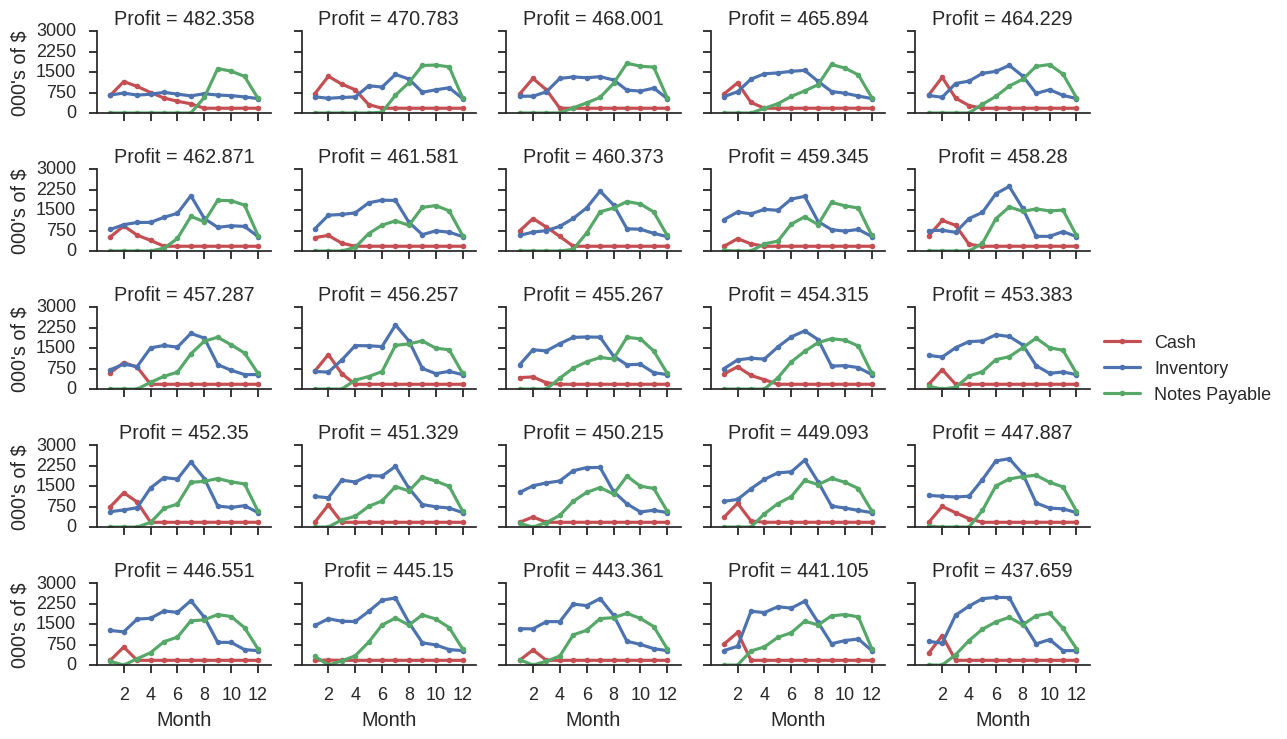 Profit = 482.358 Profit = 470.783 Profit = 468.001 Profit = 465.894 Profit = 464.229
3000
2250
1500
750
0
000's of $
Profit = 462.871 Profit = 461.581 Profit = 460.373 Profit = 459.345 Profit = 458.28
3000
2250
1500
750
0
000's of $
Profit = 457.287 Profit = 456.257 Profit = 455.267 Profit = 454.315 Profit = 453.383
3000
2250
1500
750
0
000's of $
Cash
Inventory
Notes Payable
Profit = 452.35 Profit = 451.329 Profit = 450.215 Profit = 449.093 Profit = 447.887
3000
2250
1500
750
0
000's of $
Profit = 446.551 Profit = 445.15 Profit = 443.361 Profit = 441.105 Profit = 437.659
3000
2250
1500
750
0
000's of $
2 4 6 8 10 12 2 4 6 8 10 12 2 4 6 8 10 12 2 4 6 8 10 12 2 4 6 8 10 12
Month Month Month Month Month